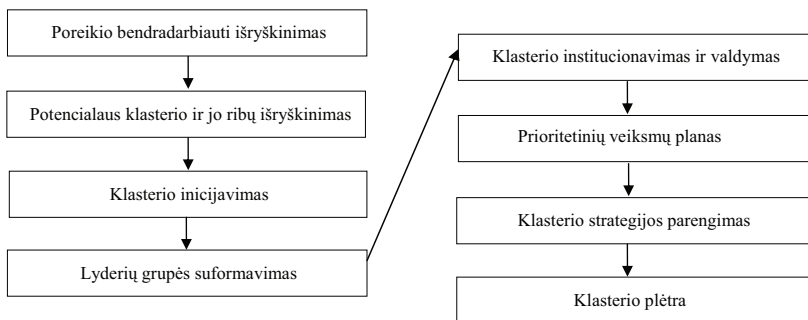 Poreikio bendradarbiauti išryškinimas
Potencialaus klasterio ir jo ribų išryškinimas
Klasterio inicijavimas
Lyderių grupės suformavimas
Klasterio institucionavimas ir valdymas
Prioritetinių veiksmų planas
Klasterio strategijos parengimas
Klasterio plėtra